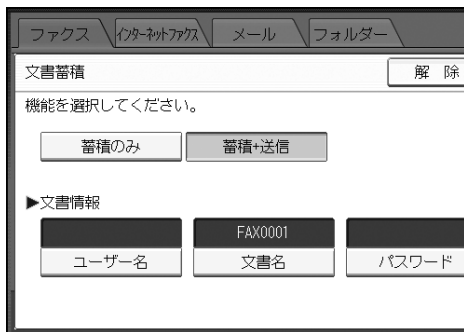 ファクス インターネットファクス メール フォルダー
文書蓄積 解除
機能を選択してください。
蓄積のみ 蓄積+送信
▶文書情報
FAX0001
ユーザー名 文書名 パスワード